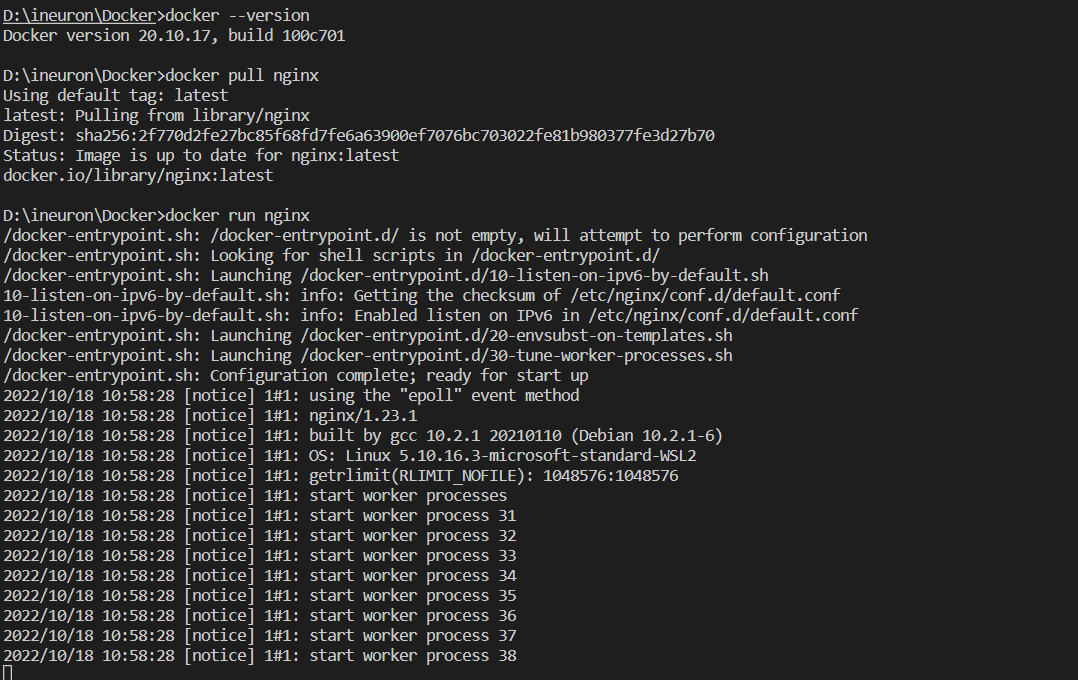 D:\ineuron\Docker>docker --version
Docker version 20.10.17, build 100c701
D:\ineuron\Docker>docker pull nginx
Using default tag: latest
latest: Pulling from library/nginx
Digest: sha256:2f770d2fe27bc85f68fd7fe6a63900ef7076bc703022fe81b980377fe3d27b70
Status: Image is up to date for nginx:latest
docker.io/library/nginx:latest
D:\ineuron\Docker>docker run nginx
/docker-entrypoint.sh: /docker-entrypoint.d/ is not empty, will attempt to perform configuration
/docker-entrypoint.sh: Looking for shell scripts in /docker-entrypoint.d/
/docker-entrypoint.sh: Launching /docker-entrypoint.d/10-listen-on-ipv6-by-default.sh
10-listen-on-ipv6-by-default.sh: info: Getting the checksum of /etc/nginx/conf.d/default.conf
10-listen-on-ipv6-by-default.sh: info: Enabled listen on IPv6 in /etc/nginx/conf.d/default.conf
/docker-entrypoint.sh: Launching /docker-entrypoint.d/20-envsubst-on-templates.sh
/docker-entrypoint.sh: Launching /docker-entrypoint.d/30-tune-worker-processes.sh
/docker-entrypoint.sh: Configuration complete; ready for start up
2022/10/18 10:58:28 [notice] 1#1: using the "epoll" event method
2022/10/18 10:58:28 [notice] 1#1: nginx/1.23.1
2022/10/18 10:58:28 [notice] 1#1: built by gcc 10.2.1 20210110 (Debian 10.2.1-6)
2022/10/18 10:58:28 [notice] 1#1: OS: Linux 5.10.16.3-microsoft-standard-WSL2
2022/10/18 10:58:28 [notice] 1#1: getrlimit(RLIMIT_NOFILE): 1048576:1048576
2022/10/18 10:58:28 [notice] 1#1: start worker processes
2022/10/18 10:58:28 [notice] 1#1: start worker process 31
2022/10/18 10:58:28 [notice] 1#1: start worker process 32
2022/10/18 10:58:28 [notice] 1#1: start worker process 33
2022/10/18 10:58:28 [notice] 1#1: start worker process 34
2022/10/18 10:58:28 [notice] 1#1: start worker process 35
2022/10/18 10:58:28 [notice] 1#1: start worker process 36
2022/10/18 10:58:28 [notice] 1#1: start worker process 37
2022/10/18 10:58:28 [notice] 1#1: start worker process 38